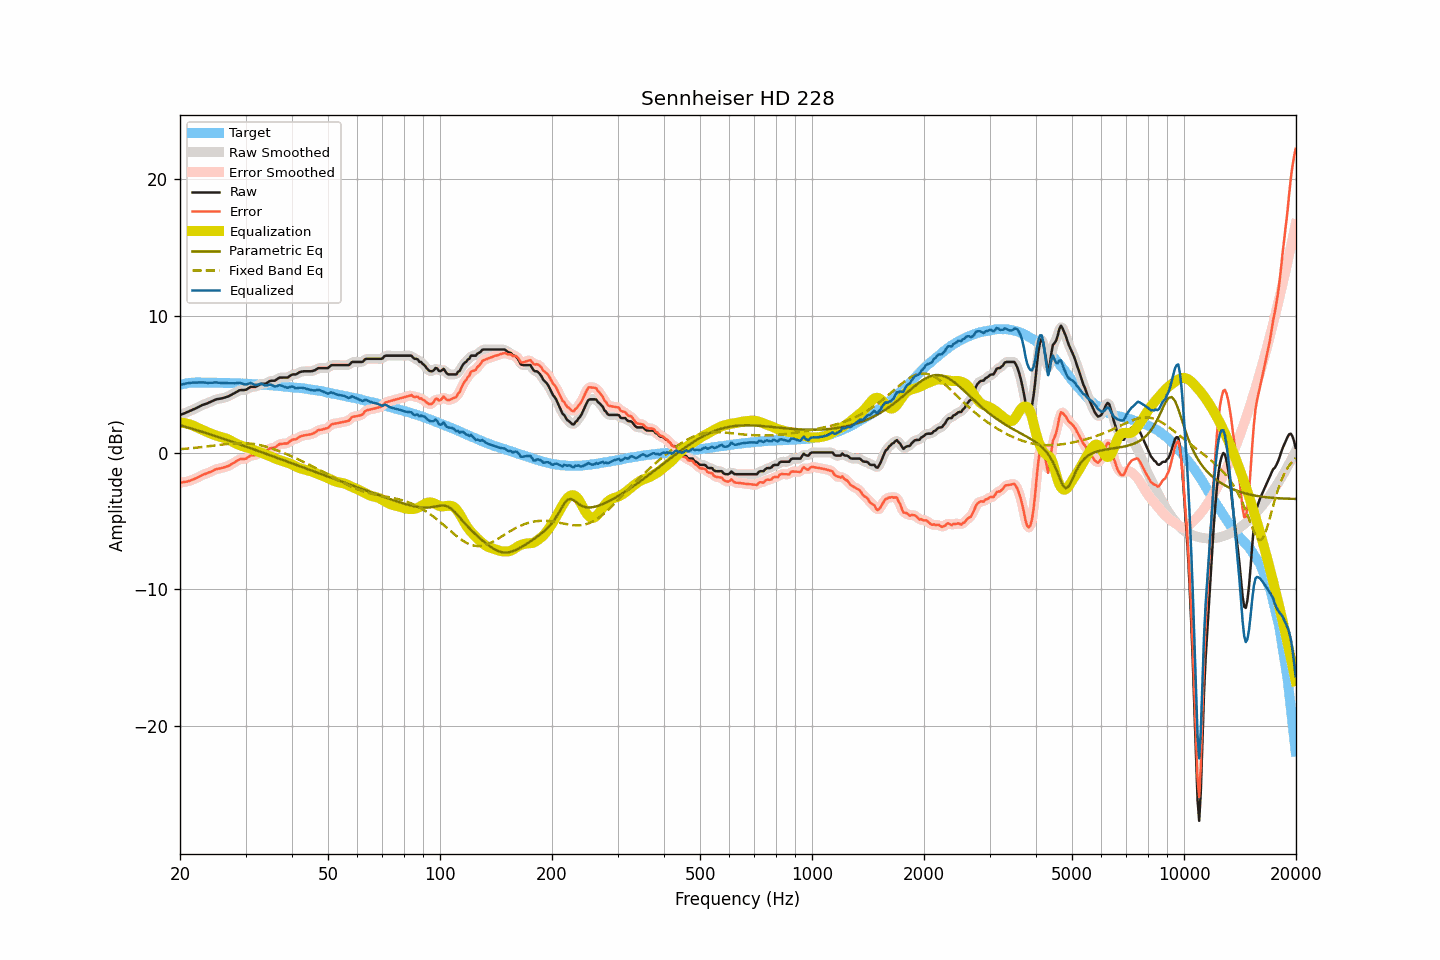 Sennheiser HD 228
Target
Raw Smoothed
Error Smoothed
Raw
Error
Equalization
Parametric Eq
Fixed Band Eq
Equalized
20
10
0
−10
−20
Amplitude (dBr)
20 50 100 200 500 1000 2000 5000 10000 20000
Frequency (Hz)